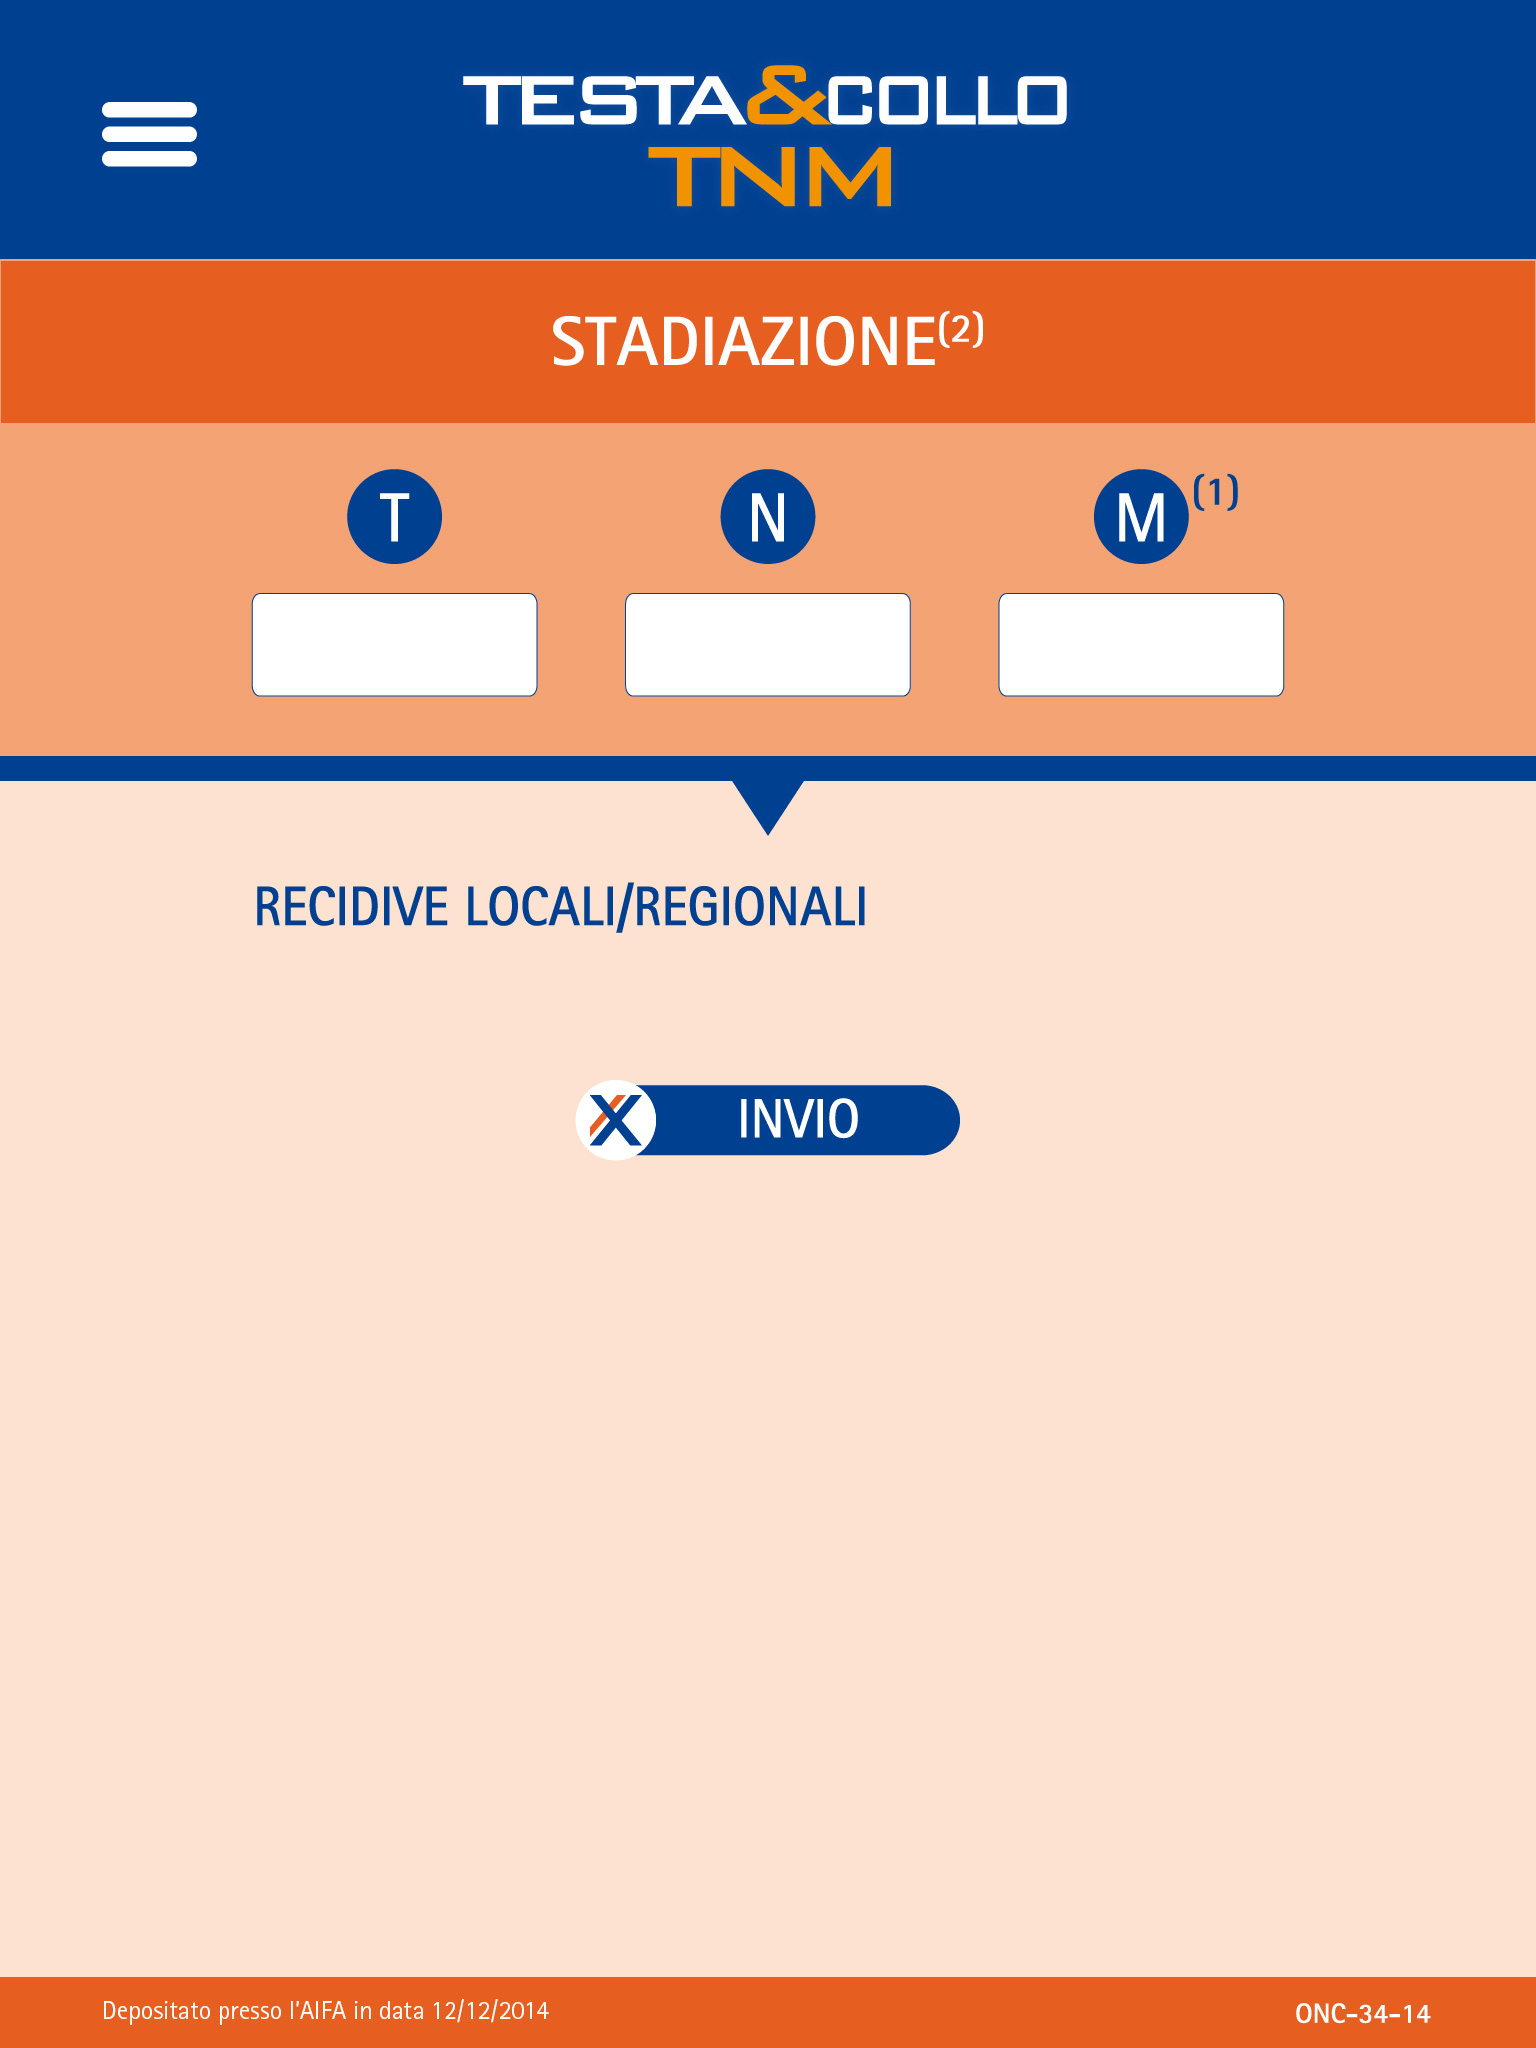 TESTA&COLLO
TNM
STADIAZIONE(2)
T N M(1)
RECIDIVE LOCALI/REGIONALI
INVIO
Depositato presso l'AIFA in data 12/12/2014 ONC-34-14